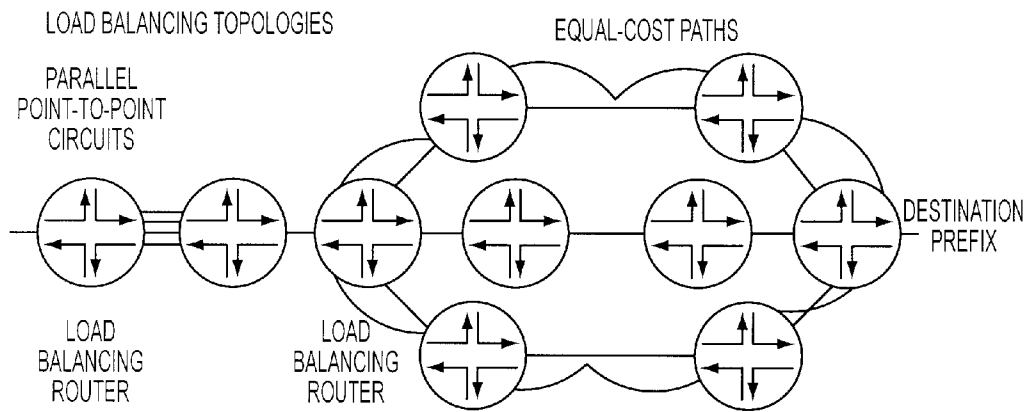 LOAD BALANCING TOPOLOGIES
EQUAL-COST PATHS
PARALLEL
POINT-TO-POINT
CIRCUITS
DESTINATION
PREFIX
LOAD
BALANCING
ROUTER
LOAD
BALANCING
ROUTER